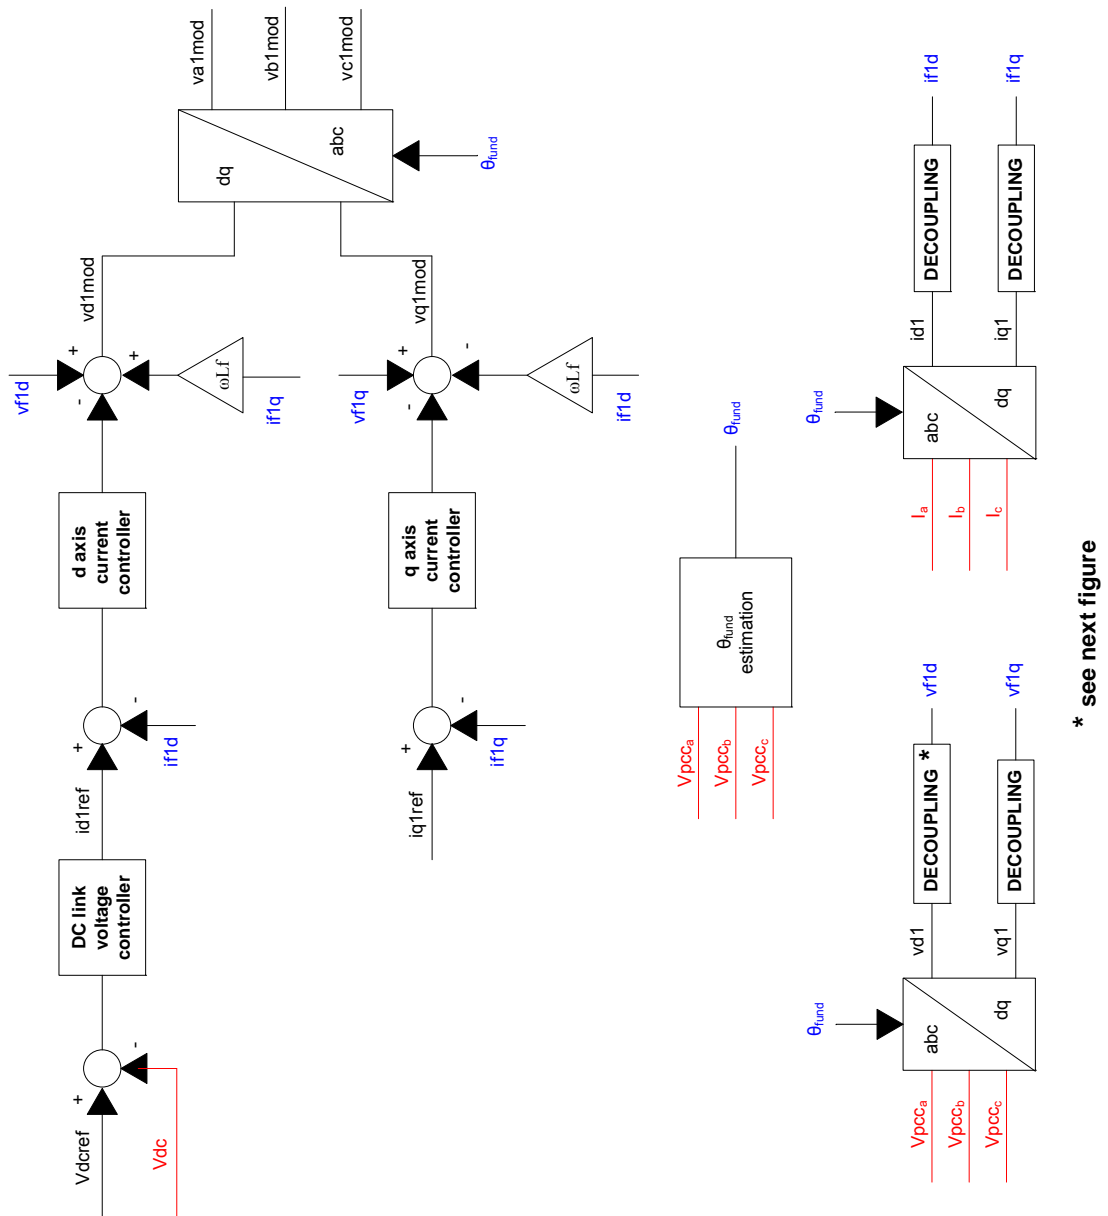 Vdcref
+
-
Vdc
DC link
voltage
controller
id1ref
+
-
if1d
d axis
current
controller
vf1d
-
+
+
ωLf
if1q
vd1mod
iq1ref
+
-
if1q
q axis
current
controller
vf1q
-
+
-
ωLf
if1d
vq1mod
dq
abc
θfund
va1mod
vb1mod
vc1mod
Vpcca
Vpccb
Vpccc
θfund
estimation
θfund
Vpcca
Vpccb
Vpccc
θfund
abc
dq
vd1
vq1
DECOUPLING *
DECOUPLING
vf1d
vf1q
Ia
Ib
Ic
θfund
abc
dq
id1
iq1
DECOUPLING
DECOUPLING
if1d
if1q
* see next figure